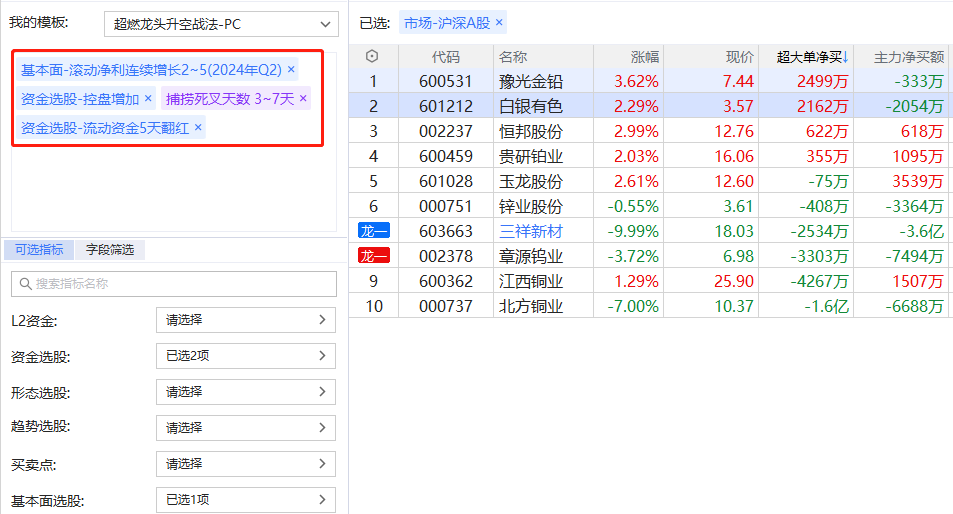 我的模板:
超燃龙头升空战法-PC
基本面-滚动净利连续增长2~5(2024年Q2) ×
资金选股-控盘增加 × 捕捞死叉天数 3~7天 ×
资金选股-流动资金5天翻红 ×
可选指标 字段筛选
搜索指标名称
L2资金: 请选择
资金选股: 已选2项
形态选股: 请选择
趋势选股: 请选择
买卖点: 请选择
基本面选股: 已选1项
已选: 市场-沪深A股 ×
代码 名称 涨幅 现价 超大单净买↓ 主力净买额
1 600531 豫光金铅 3.62% 7.44 2499万 -333万
2 601212 白银有色 2.29% 3.57 2162万 -2054万
3 002237 恒邦股份 2.99% 12.76 622万 618万
4 600459 贵研铂业 2.03% 16.06 355万 1095万
5 601028 玉龙股份 2.61% 12.60 -75万 3539万
6 000751 锌业股份 -0.55% 3.61 -408万 -3364万
龙一 603663 三祥新材 -9.99% 18.03 -2534万 -3.6亿
龙一 002378 章源钨业 -3.72% 6.98 -3303万 -7494万
9 600362 江西铜业 1.29% 25.90 -4267万 1507万
10 000737 北方铜业 -7.00% 10.37 -1.6亿 -6688万